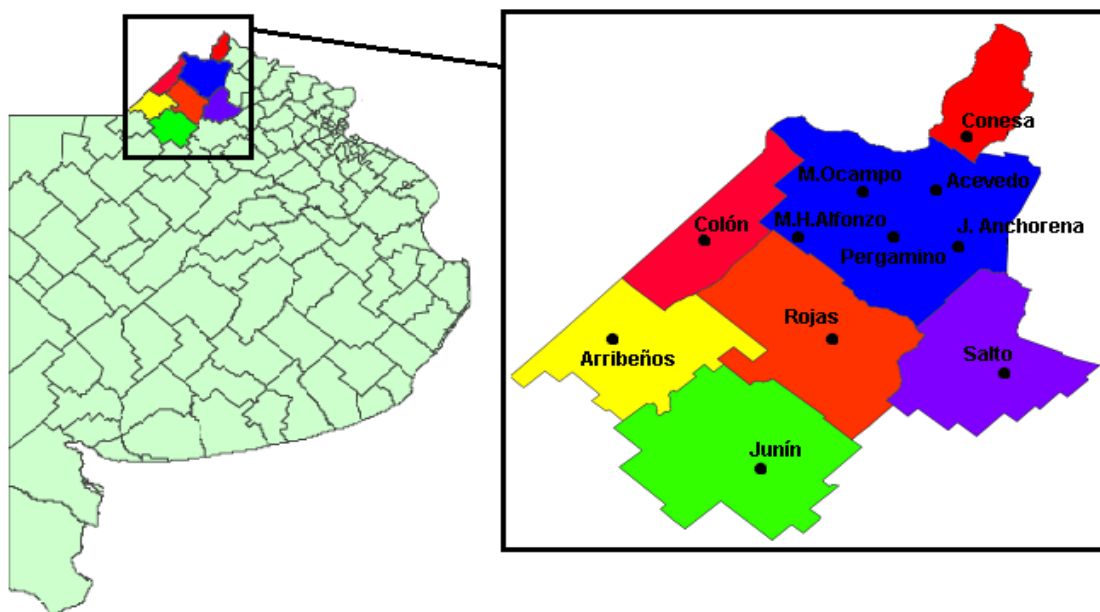 Conesa
M.Ocampo
Acevedo
Colón
M.H.Alfonzo
J. Anchorena
Pergamino
Rojas
Arribeños
Salto
Junín